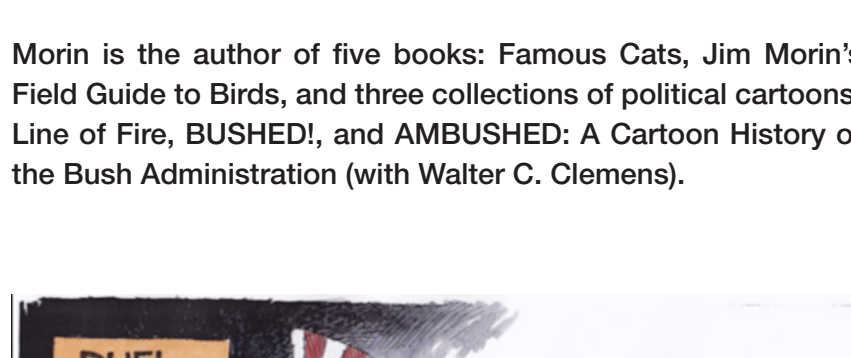 Morin is the author of five books: Famous Cats, Jim Morin's
Field Guide to Birds, and three collections of political cartoons
Line of Fire, BUSHED!, and AMBUSHED: A Cartoon History o
the Bush Administration (with Walter C. Clemens).